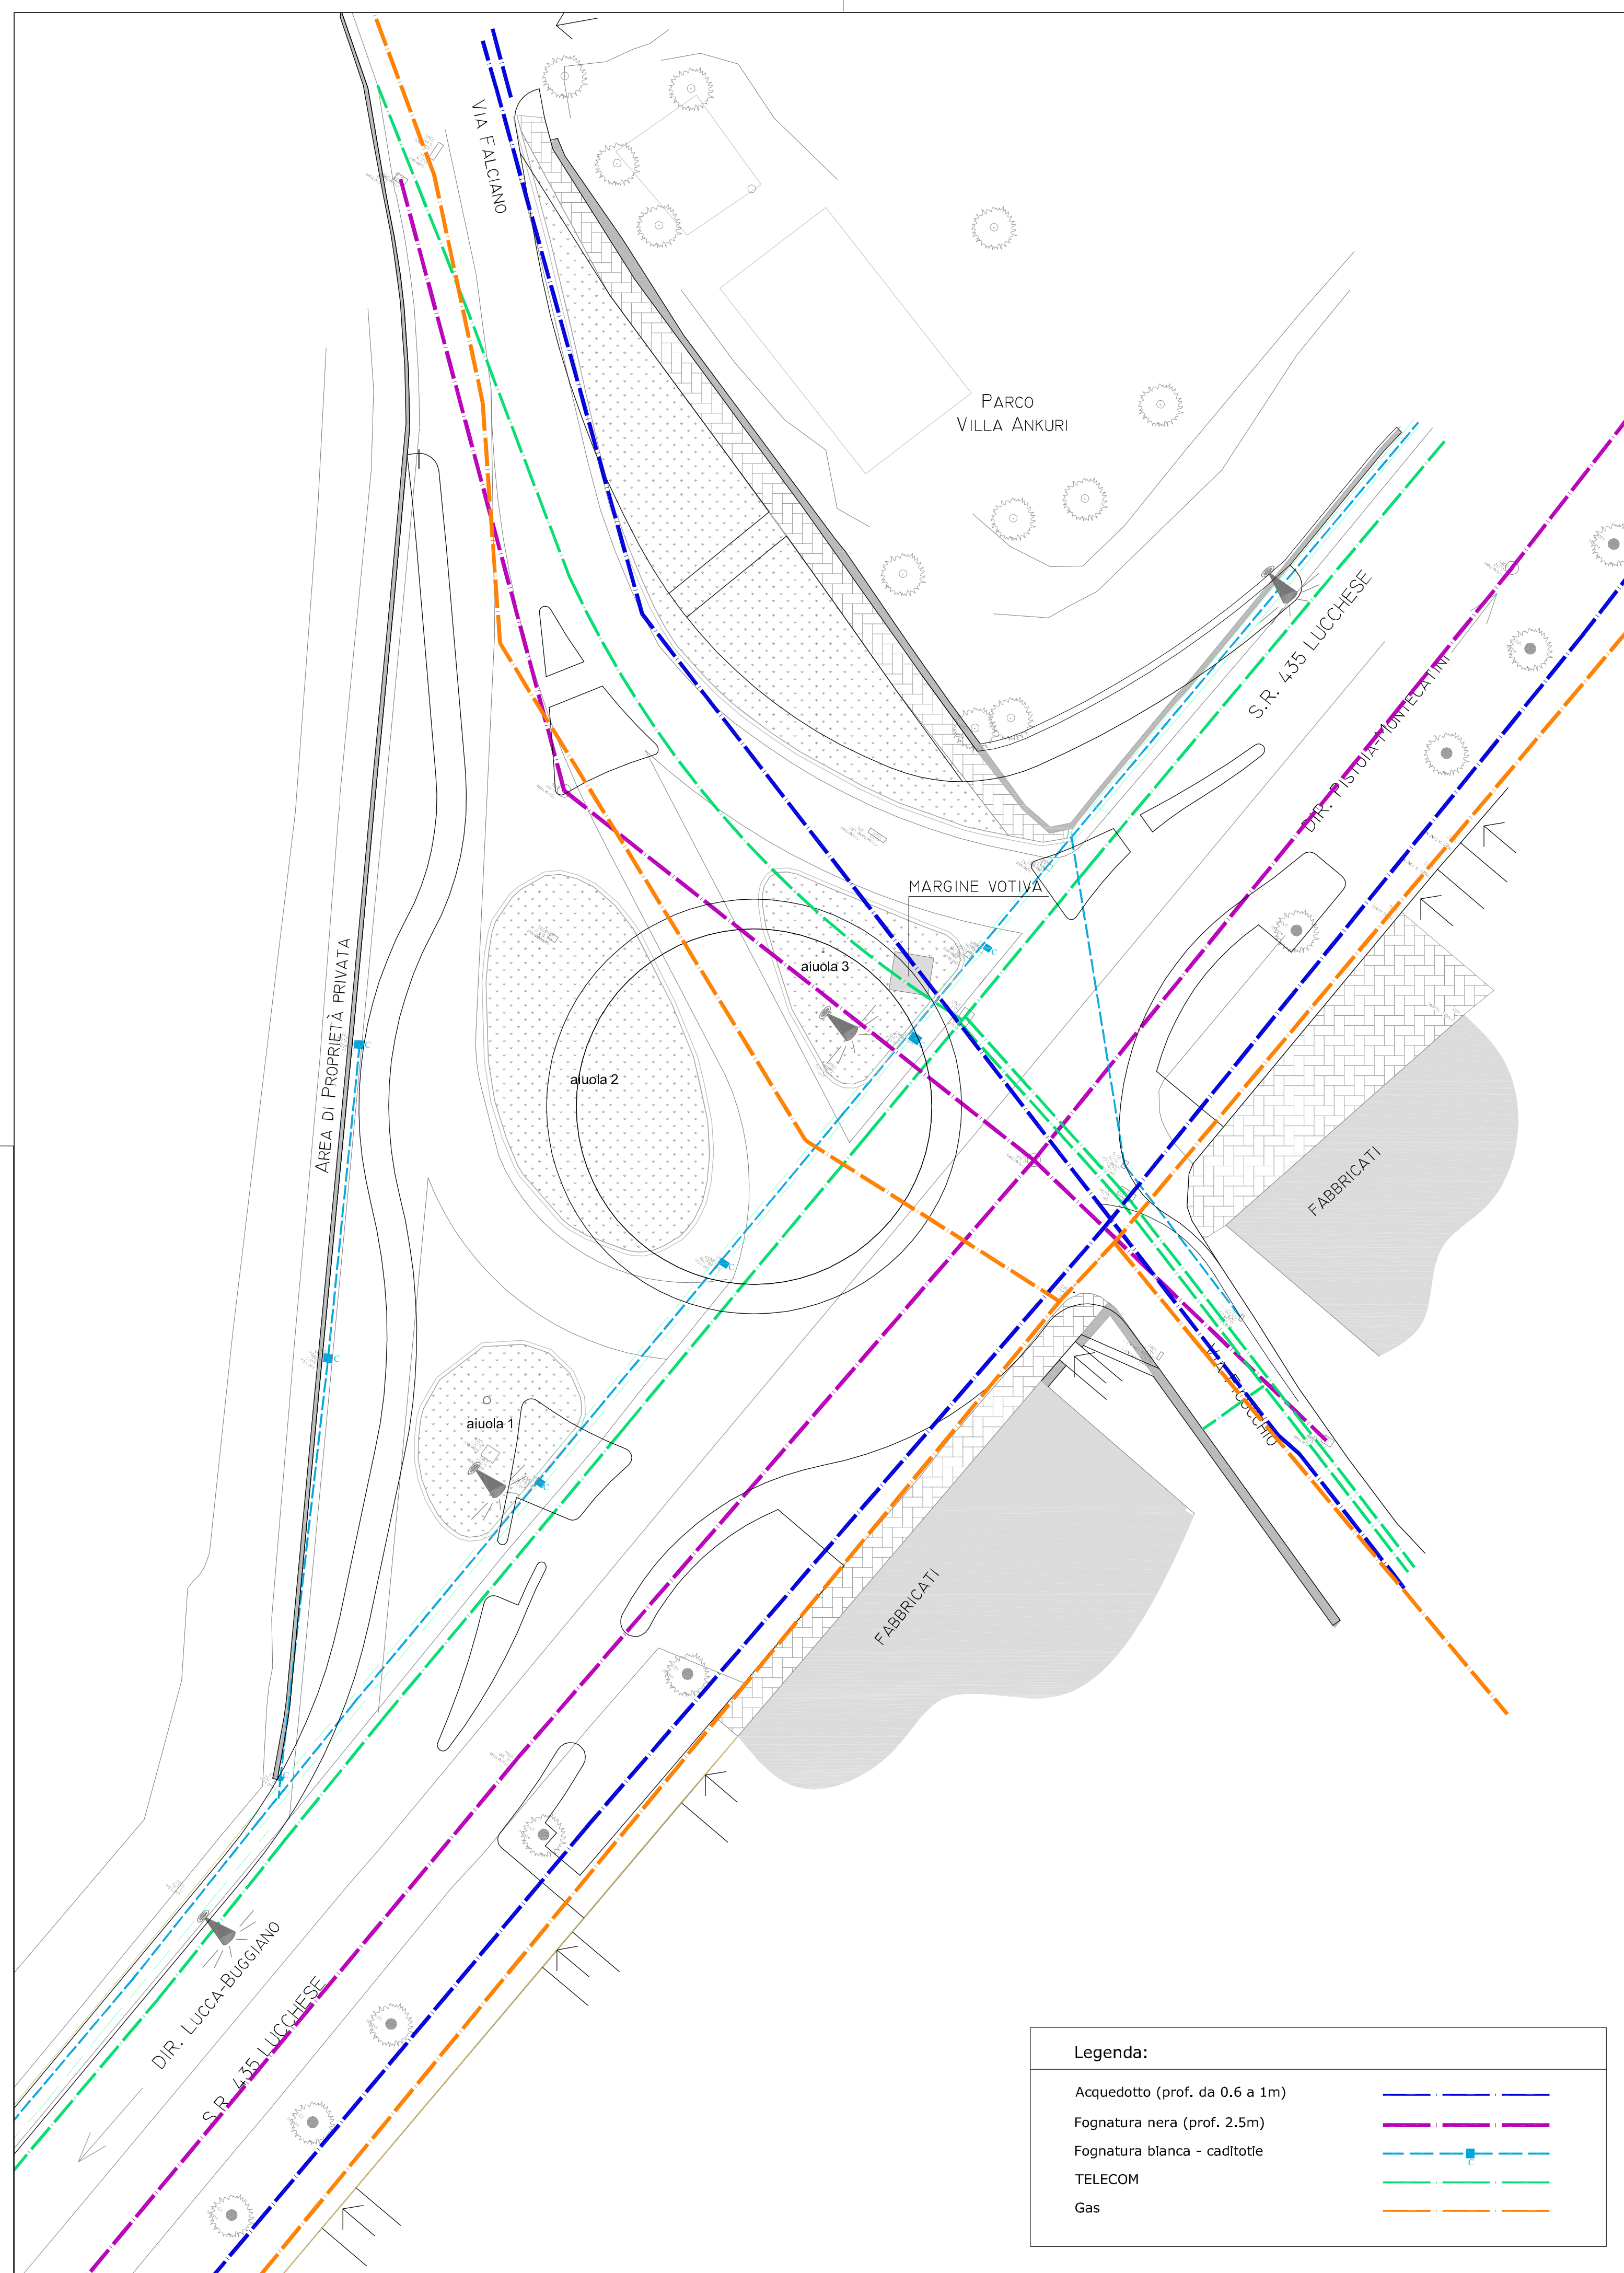 VIA FALCIANO
PARCO
VILLA ANKURI
S.R. 435 LUCCHESE
DIR. PISTOIA-MONTECATINI
MARGINE VOTIVA
aiuola 3
AREA DI PROPRIETÀ PRIVATA
aiuola 2
FABBRICATI
aiuola 1
FABBRICATI
DIR. LUCCA-BUGGIANO
S.R. 435 LUCCHESE
Legenda:
Acquedotto (prof. da 0.6 a 1m)
Fognatura nera (prof. 2.5m)
Fognatura bianca - caditotie
C
TELECOM
Gas